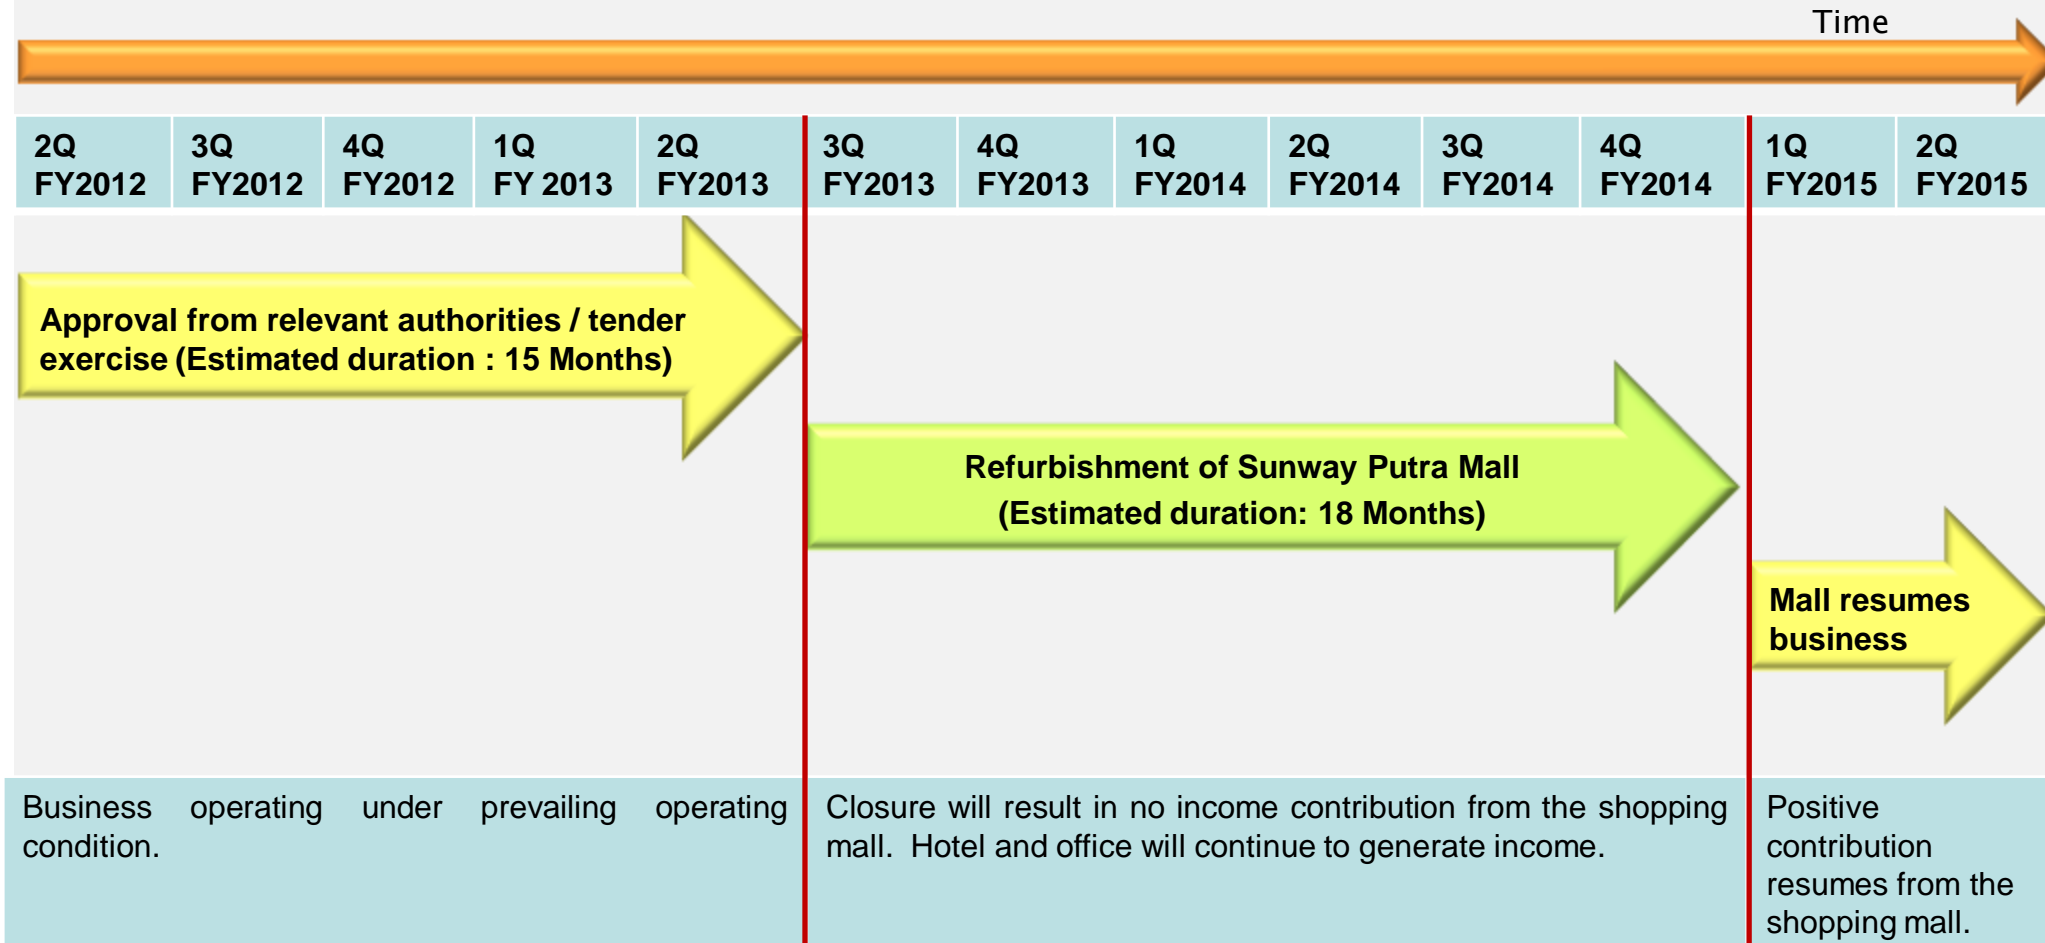 Time
2Q
FY2012
3Q
FY2012
4Q
FY2012
1Q
FY 2013
2Q
FY2013
3Q
FY2013
4Q
FY2013
1Q
FY2014
2Q
FY2014
3Q
FY2014
4Q
FY2014
1Q
FY2015
2Q
FY2015
Approval from relevant authorities / tender
exercise (Estimated duration : 15 Months)
Refurbishment of Sunway Putra Mall
(Estimated duration: 18 Months)
Mall resumes
business
Business operating under prevailing operating
condition.
Closure will result in no income contribution from the shopping
mall. Hotel and office will continue to generate income.
Positive
contribution
resumes from the
shopping mall.